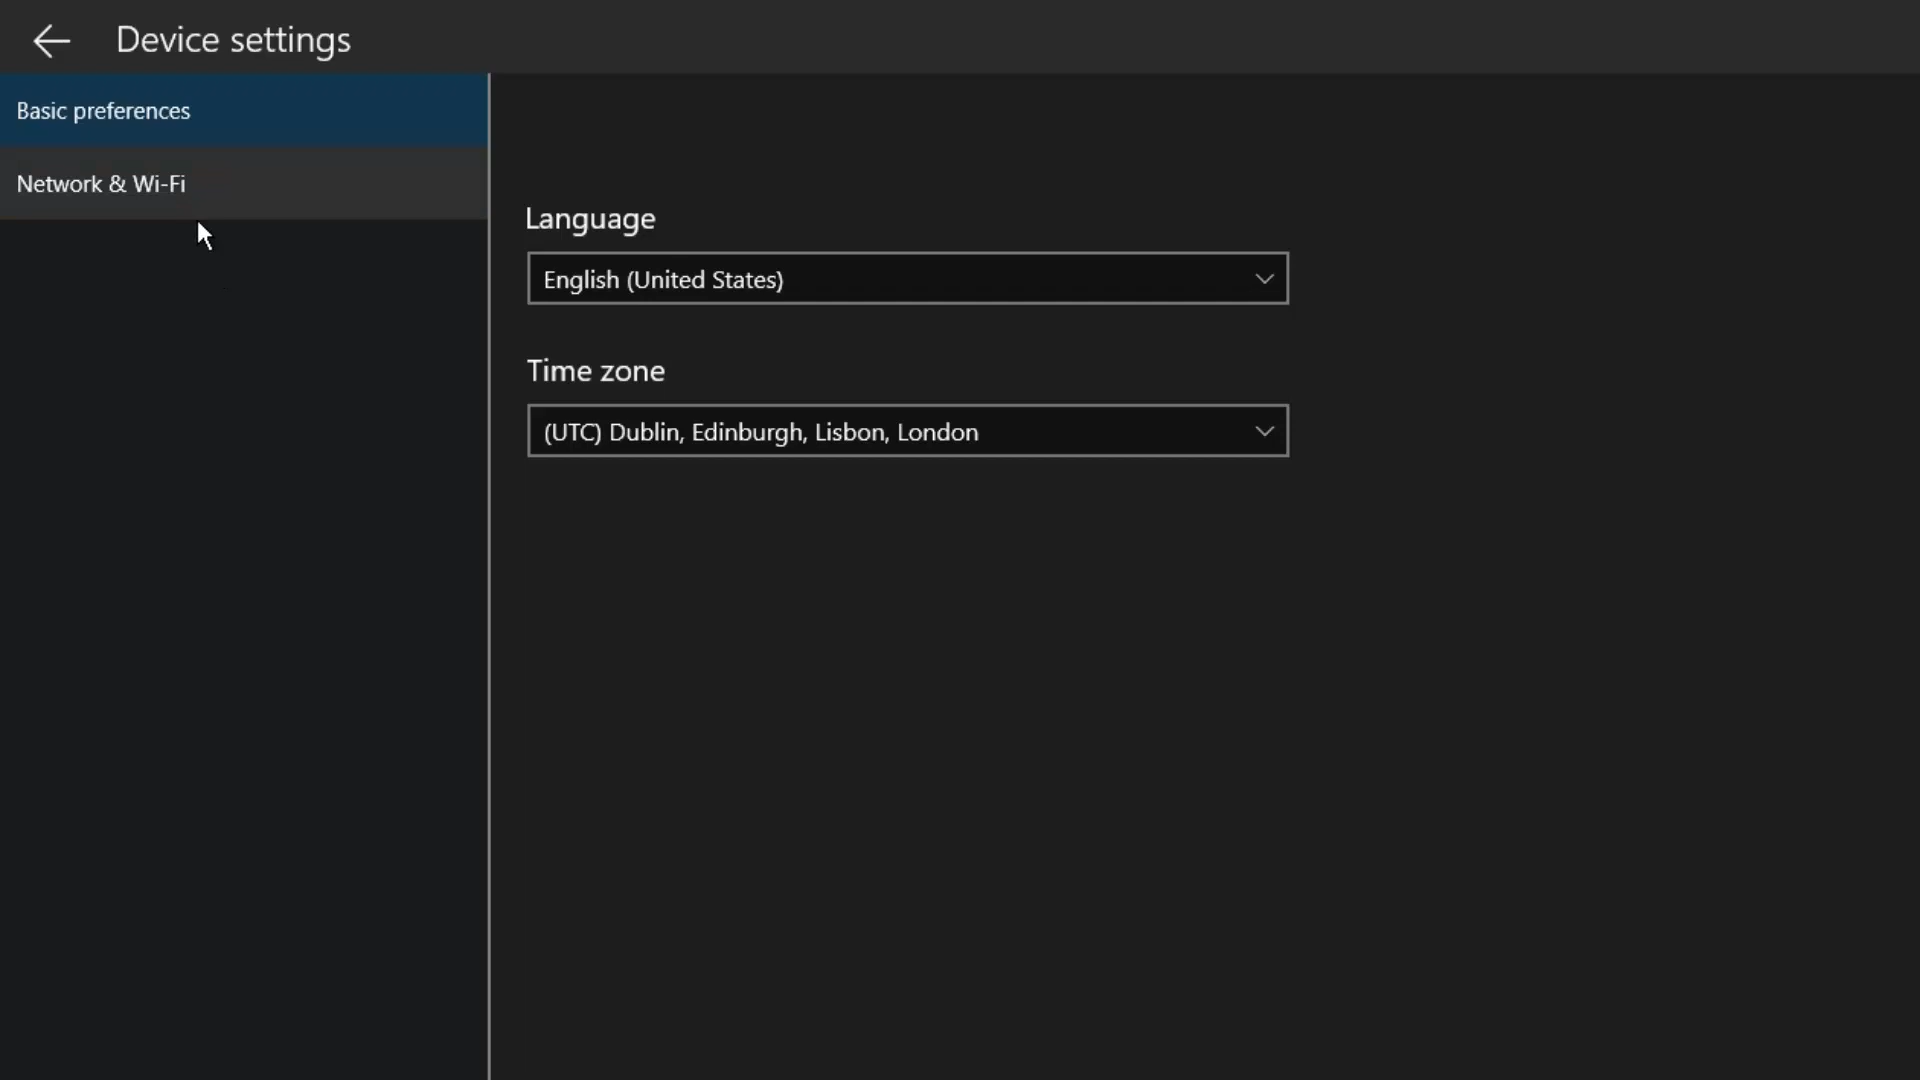 Device settings
Basic preferences
Network & Wi-Fi
Language
English (United States)
Time zone
(UTC) Dublin, Edinburgh, Lisbon, London